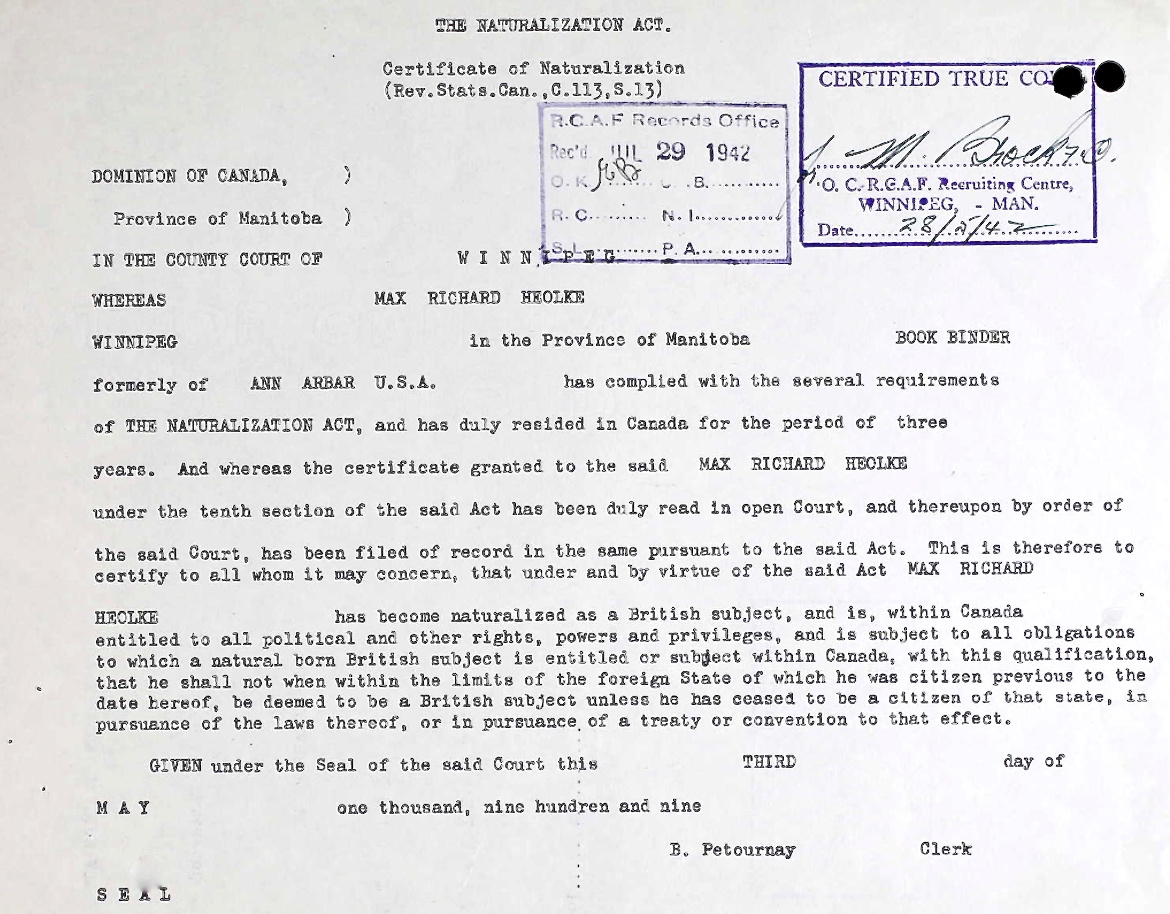 THE NATURALIZATION ACT.
Certificate of Naturalization
(Rev.Stats.Can.,C.113,S.13)
CERTIFIED TRUE CO
M. Brock F.O.
O. C. R.C.A.F. Recruiting Centre,
WINNIPEG, - MAN.
Date......28/5/42......
R.C.A.F Records Office
Rec'd JUL 29 1942
O.K. ........ B............
R. C......... N. I............
S.L.......... P. A............
DOMINION OF CANADA, )
Province of Manitoba )
IN THE COUNTY COURT OF W I N N I P E G
WHEREAS MAX RICHARD HEOLKE
WINNIPEG in the Province of Manitoba BOOK BINDER
formerly of ANN ARBAR U.S.A. has complied with the several requirements
of THE NATURALIZATION ACT, and has duly resided in Canada for the period of three
years. And whereas the certificate granted to the said MAX RICHARD HEOLKE
under the tenth section of the said Act has been duly read in open Court, and thereupon by order of
the said Court, has been filed of record in the same pursuant to the said Act. This is therefore to
certify to all whom it may concern, that under and by virtue of the said Act MAX RICHARD
HEOLKE has become naturalized as a British subject, and is, within Canada
entitled to all political and other rights, powers and privileges, and is subject to all obligations
to which a natural born British subject is entitled or subject within Canada, with this qualification,
that he shall not when within the limits of the foreign State of which he was citizen previous to the
date hereof, be deemed to be a British subject unless he has ceased to be a citizen of that state, in
pursuance of the laws thereof, or in pursuance of a treaty or convention to that effect.
GIVEN under the Seal of the said Court this THIRD day of
M A Y one thousand, nine hundren and nine
B. Petournay Clerk
S E A L